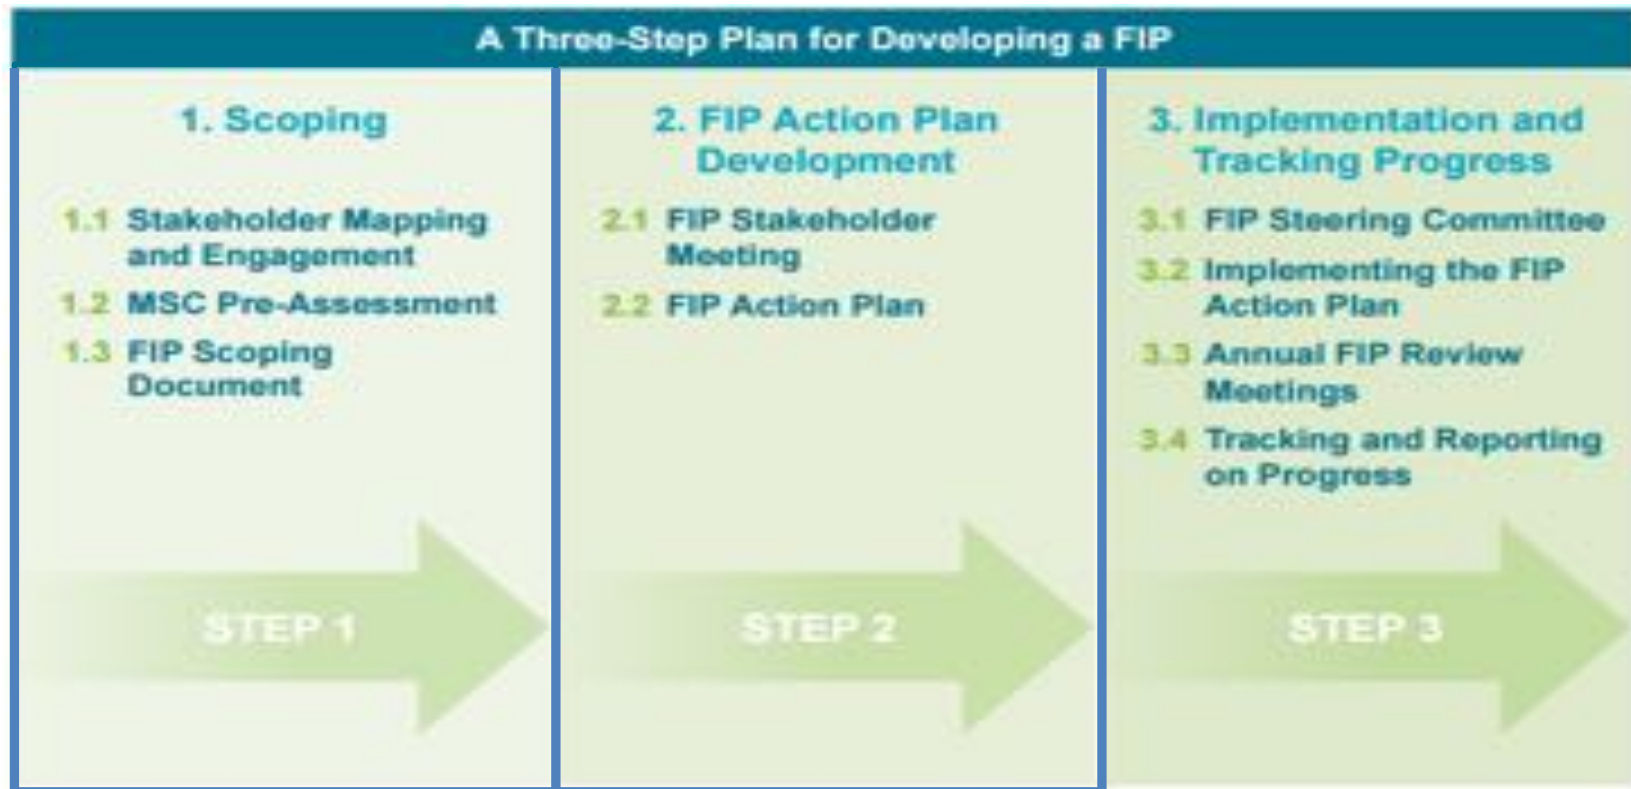 A Three-Step Plan for Developing a FIP
1. Scoping
1.1 Stakeholder Mapping
and Engagement
1.2 MSC Pre-Assessment
1.3 FIP Scoping
Document
STEP 1
2. FIP Action Plan
Development
2.1 FIP Stakeholder
Meeting
2.2 FIP Action Plan
STEP 2
3. Implementation and
Tracking Progress
3.1 FIP Steering Committee
3.2 Implementing the FIP
Action Plan
3.3 Annual FIP Review
Meetings
3.4 Tracking and Reporting
on Progress
STEP 3